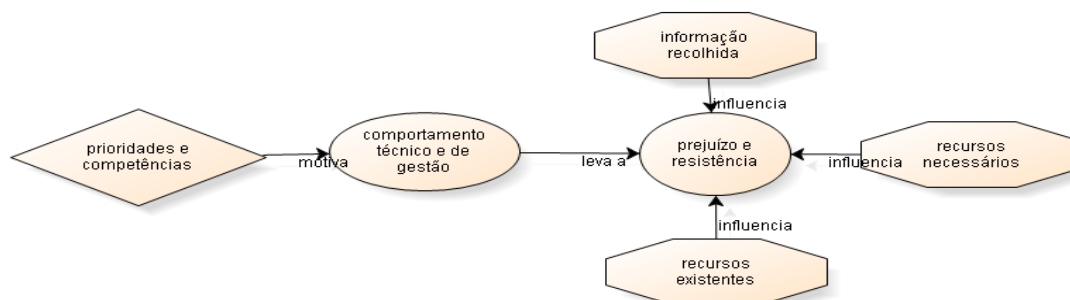 informação
recolhida
influencia
prioridades e
competências
motiva
comportamento
técnico e de
gestão
leva a
prejuízo e
resistência
influencia
recursos
necessários
influencia
recursos
existentes